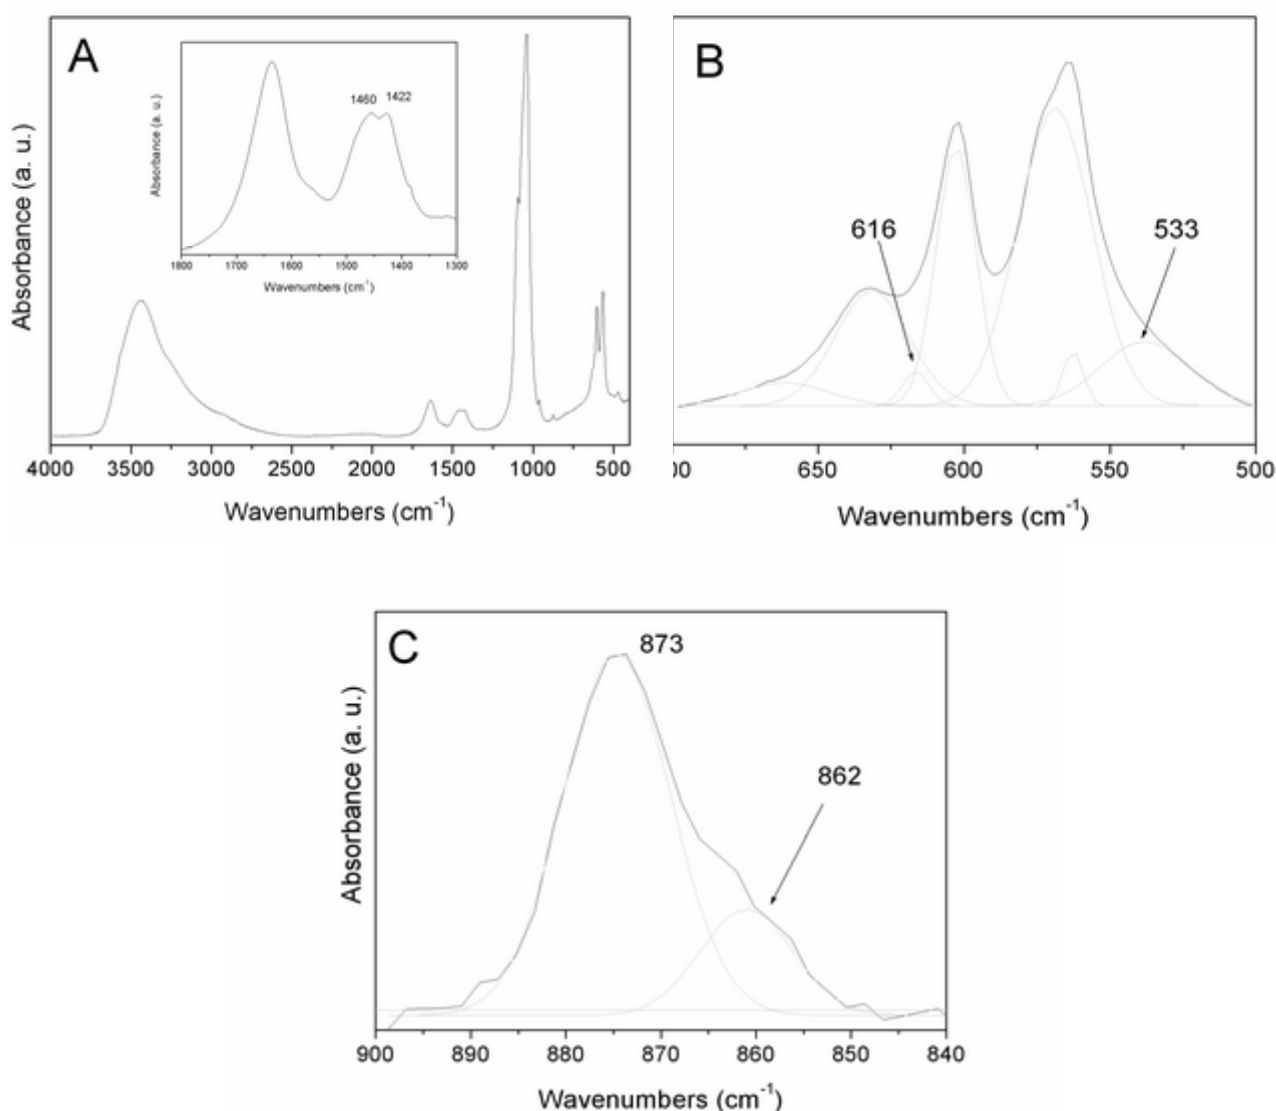 A
Absorbance (a. u.)
Absorbance (a. u.)
1460 1422
1800 1700 1600 1500 1400 1300
Wavenumbers (cm-1)
4000 3500 3000 2500 2000 1500 1000 500
Wavenumbers (cm-1)
B
616
533
00 650 600 550 500
Wavenumbers (cm-1)
C
Absorbance (a. u.)
873
862
900 890 880 870 860 850 840
Wavenumbers (cm-1)